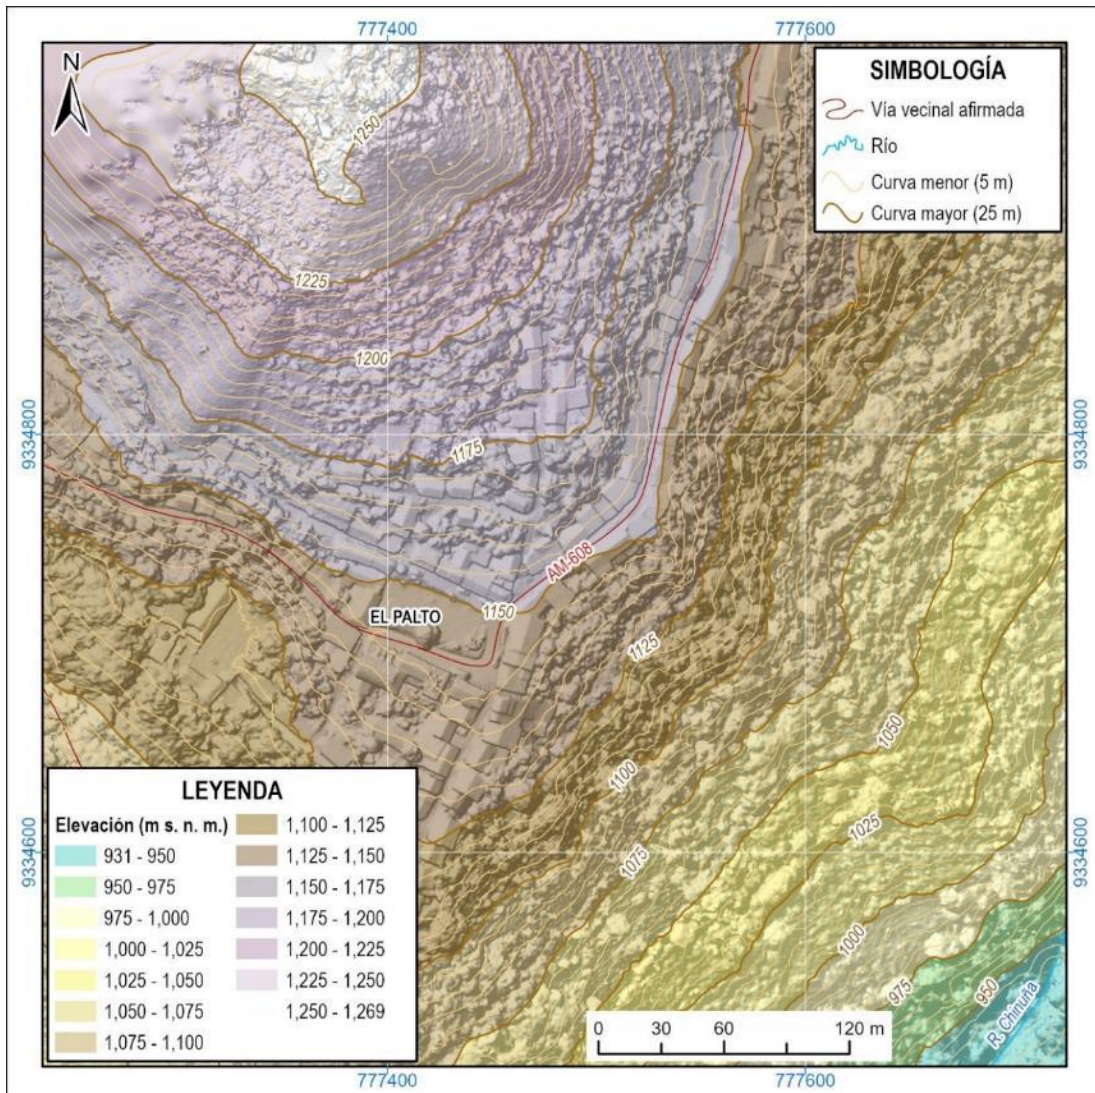 777400
777600
N
SIMBOLOGÍA
Vía vecinal afirmada
Río
Curva menor (5 m)
Curva mayor (25 m)
1250
1225
1200
1175
9334800
9334800
AM-608
1150
EL PALTO
1125
1050
1100
1025
1075
1000
975
950
R. Chinuña
9334600
9334600
LEYENDA
Elevación (m s. n. m.)
931 - 950
950 - 975
975 - 1,000
1,000 - 1,025
1,025 - 1,050
1,050 - 1,075
1,075 - 1,100
1,100 - 1,125
1,125 - 1,150
1,150 - 1,175
1,175 - 1,200
1,200 - 1,225
1,225 - 1,250
1,250 - 1,269
0 30 60 120 m
777400
777600